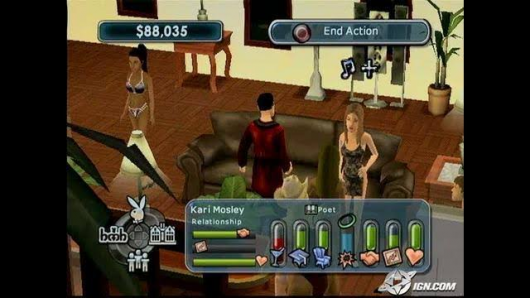 $88,035
End Action
Kari Mosley
Poet
Relationship
IGN.COM